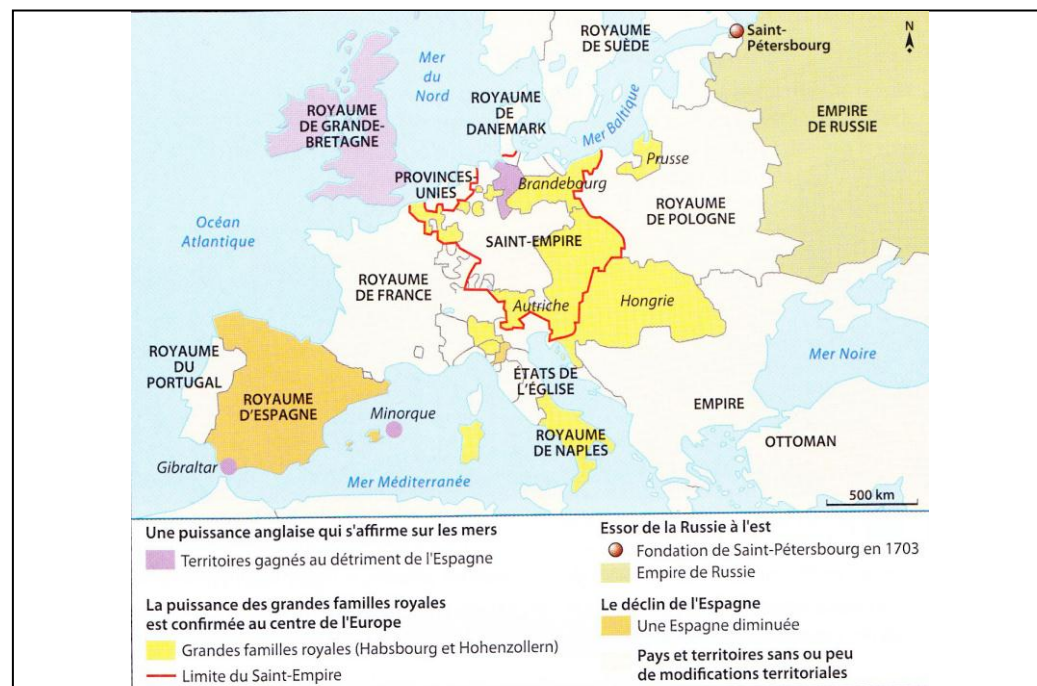 ROYAUME
DE SUÈDE
Saint-
Pétersbourg
N
Mer
du
Nord
ROYAUME
DE
DANEMARK
Mer Baltique
ROYAUME
DE GRANDE-
BRETAGNE
EMPIRE
DE RUSSIE
Prusse
PROVINCES-
UNIES
Brandebourg
ROYAUME
DE POLOGNE
Océan
Atlantique
SAINT-EMPIRE
ROYAUME
DE FRANCE
Autriche
Hongrie
Mer Noire
ROYAUME
DU
PORTUGAL
ROYAUME
D'ESPAGNE
Minorque
ÉTATS DE
L'ÉGLISE
EMPIRE
OTTOMAN
ROYAUME
DE NAPLES
Gibraltar
Mer Méditerranée
500 km
Une puissance anglaise qui s'affirme sur les mers
Territoires gagnés au détriment de l'Espagne
La puissance des grandes familles royales
est confirmée au centre de l'Europe
Grandes familles royales (Habsbourg et Hohenzollern)
Limite du Saint-Empire
Essor de la Russie à l'est
Fondation de Saint-Pétersbourg en 1703
Empire de Russie
Le déclin de l'Espagne
Une Espagne diminuée
Pays et territoires sans ou peu
de modifications territoriales